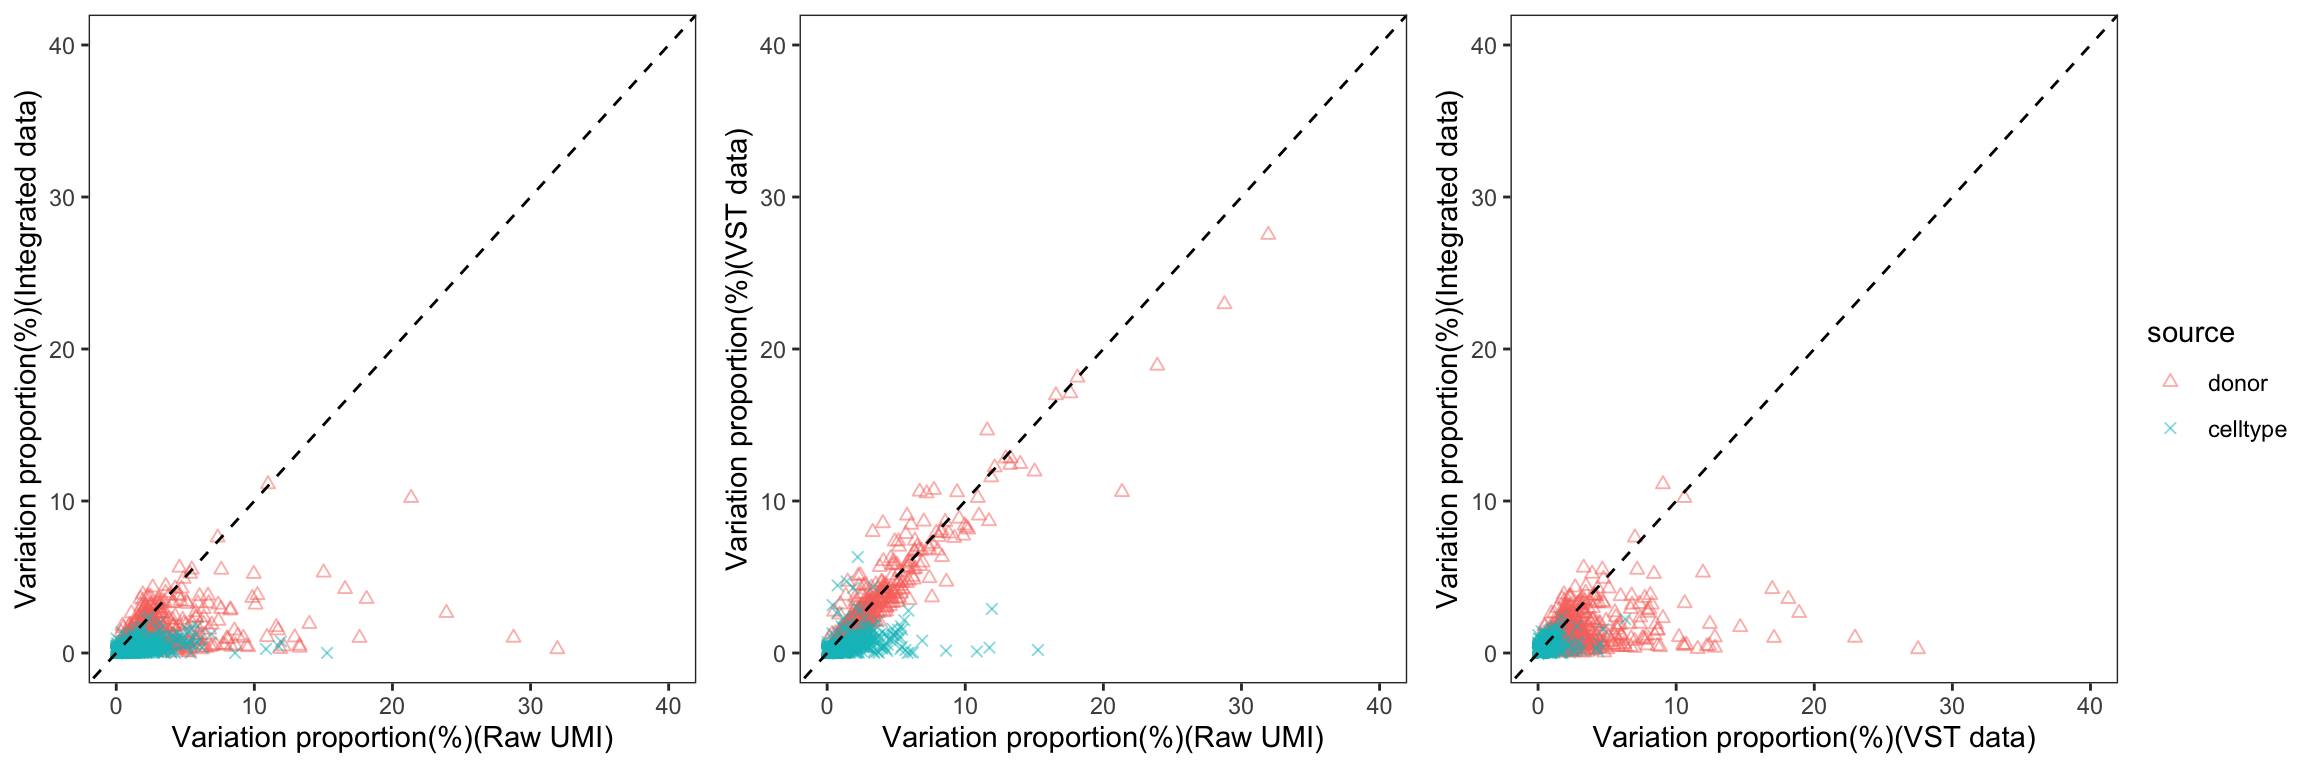 Variation proportion(%)(Integrated data)
40
30
20
10
0
0 10 20 30 40
Variation proportion(%)(Raw UMI)
Varian proportion(%)(VST data)
40
30
20
10
0
0 10 20 30 40
Variation proportion(%)(Raw UMI)
Variation proportion(%)(Integrated data)
40
30
20
10
0
0 10 20 30 40
Variation proportion(%)(VST data)
source
donor
celltype